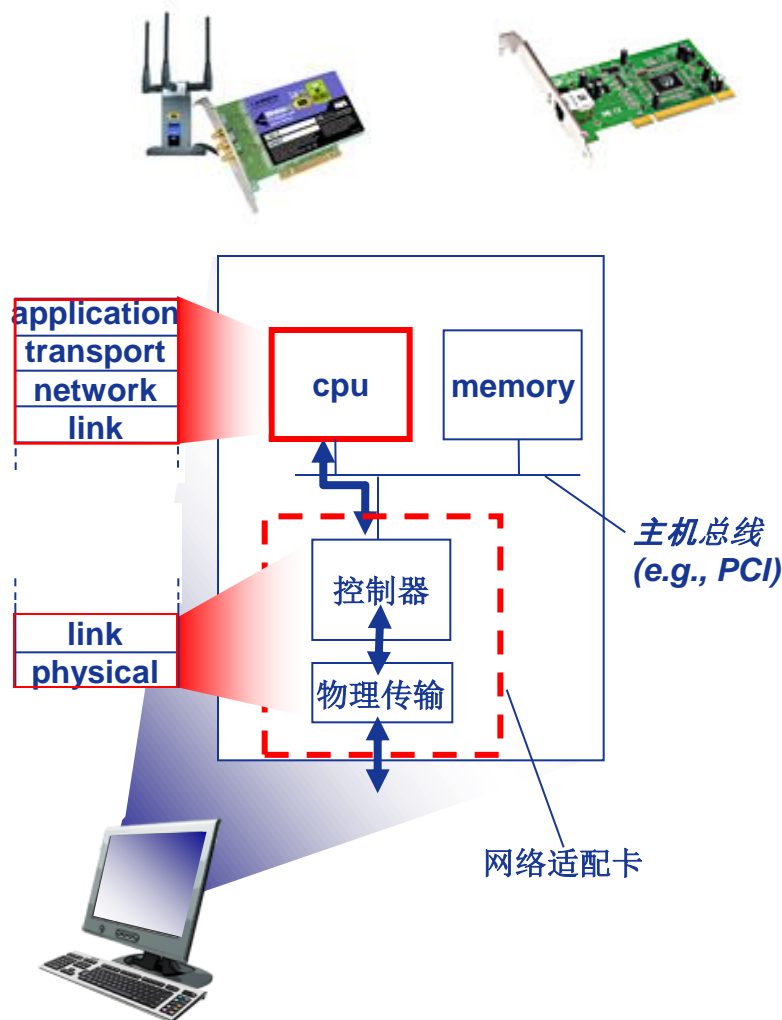 application
transport
network
link
cpu
memory
主机总线
(e.g., PCI)
控制器
link
physical
物理传输
网络适配卡